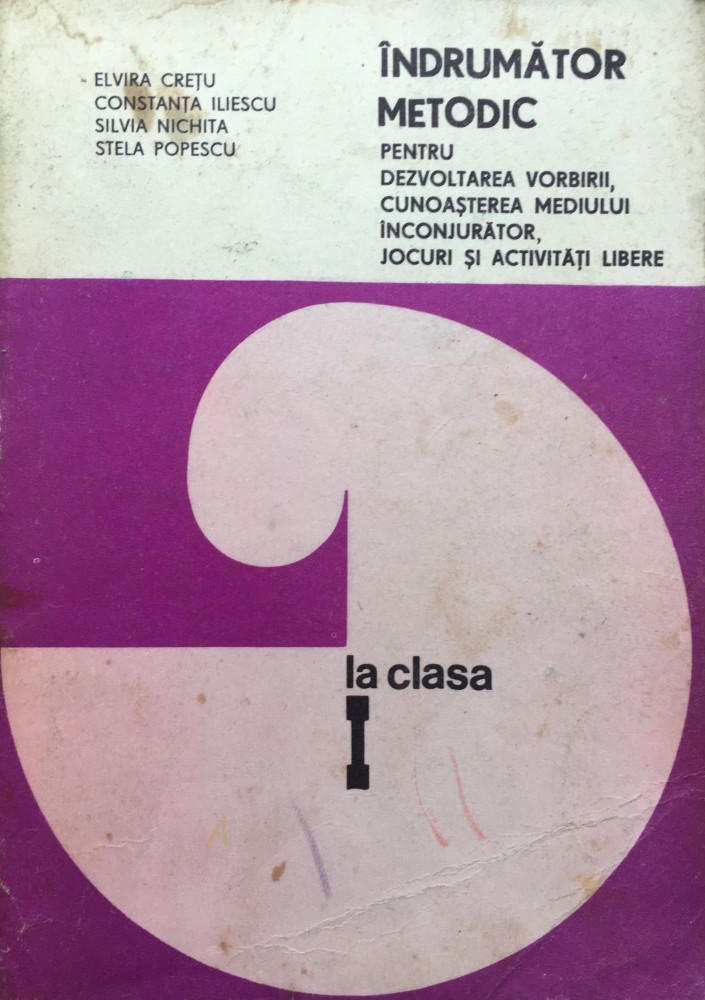 ELVIRA CREȚU
CONSTANȚA ILIESCU
SILVIA NICHITA
STELA POPESCU
ÎNDRUMĂTOR
METODIC
PENTRU
DEZVOLTAREA VORBIRII,
CUNOAȘTEREA MEDIULUI
ÎNCONJURĂTOR,
JOCURI ȘI ACTIVITĂȚI LIBERE
la clasa
I